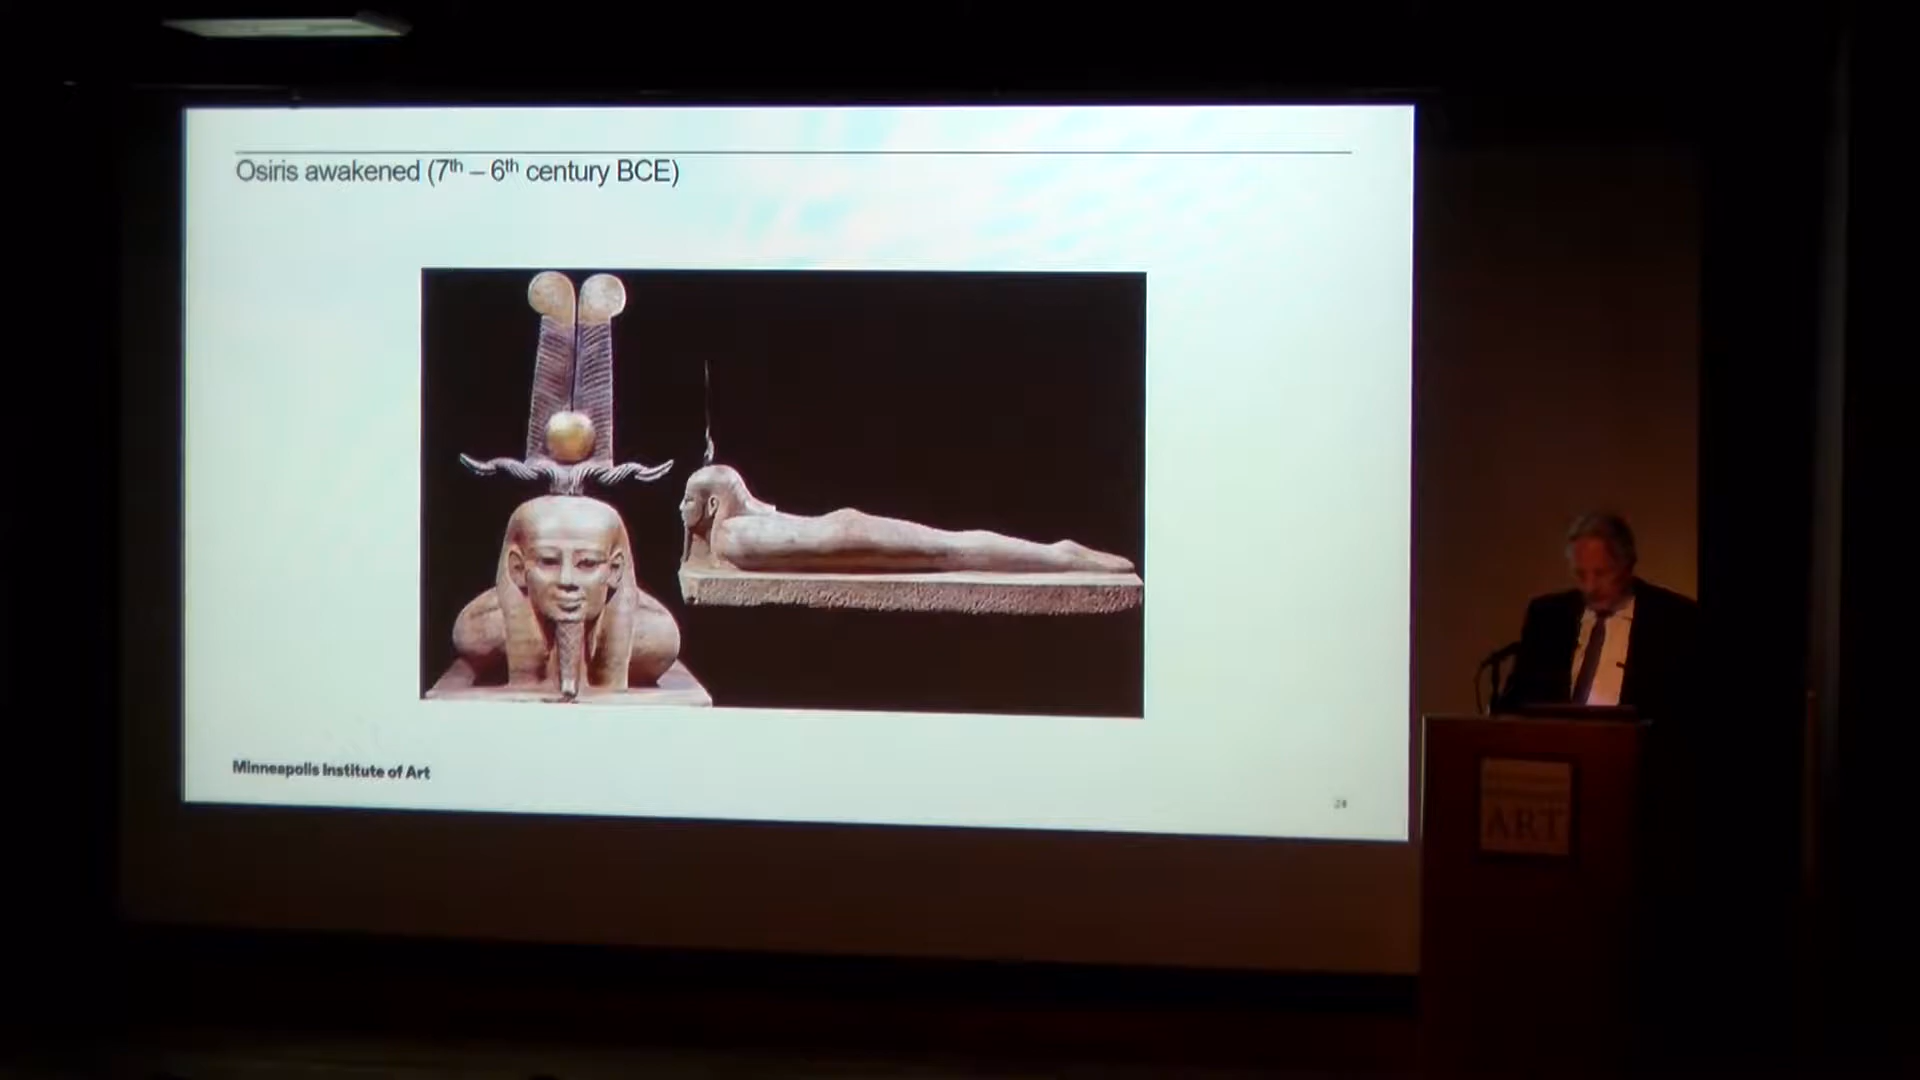 Osiris awakened (7th – 6th century BCE)
Minneapolis Institute of Art
ART